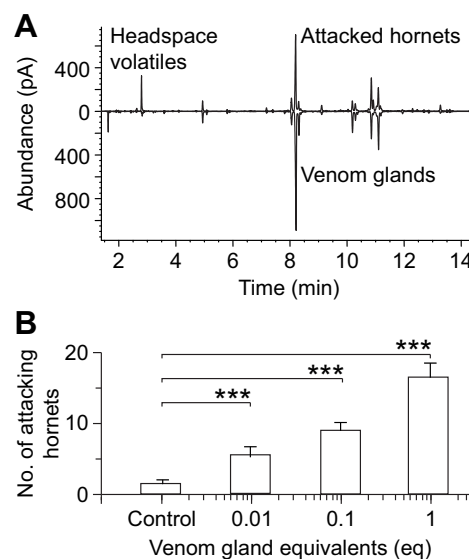 A
Headspace volatiles
Attacked hornets
400
0
400
800
Venom glands
Abundance (pA)
2 4 6 8 10 12 14
Time (min)
B
20
10
0
No. of attacking hornets
***
***
***
Control 0.01 0.1 1
Venom gland equivalents (eq)